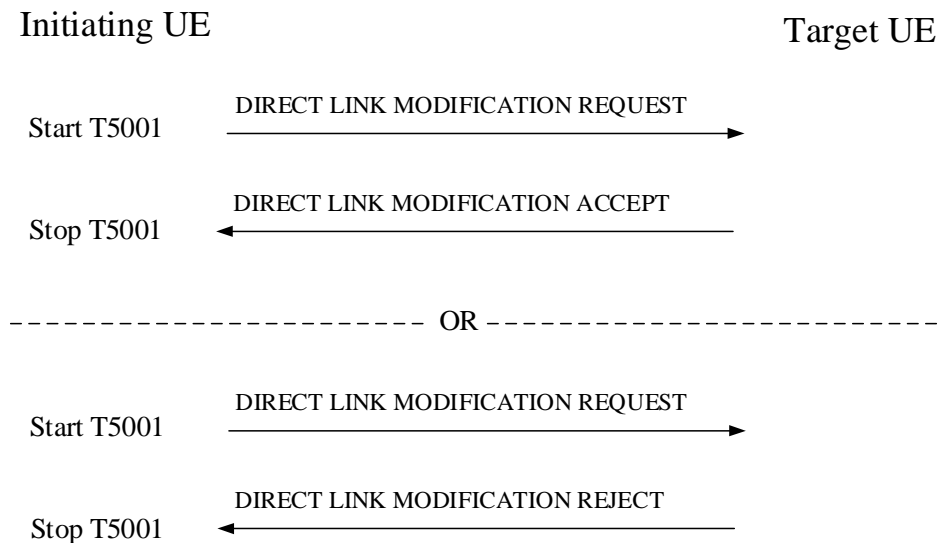 Initiating UE
Target UE
DIRECT LINK MODIFICATION REQUEST
Start T5001
DIRECT LINK MODIFICATION ACCEPT
Stop T5001
OR
DIRECT LINK MODIFICATION REQUEST
Start T5001
DIRECT LINK MODIFICATION REJECT
Stop T5001